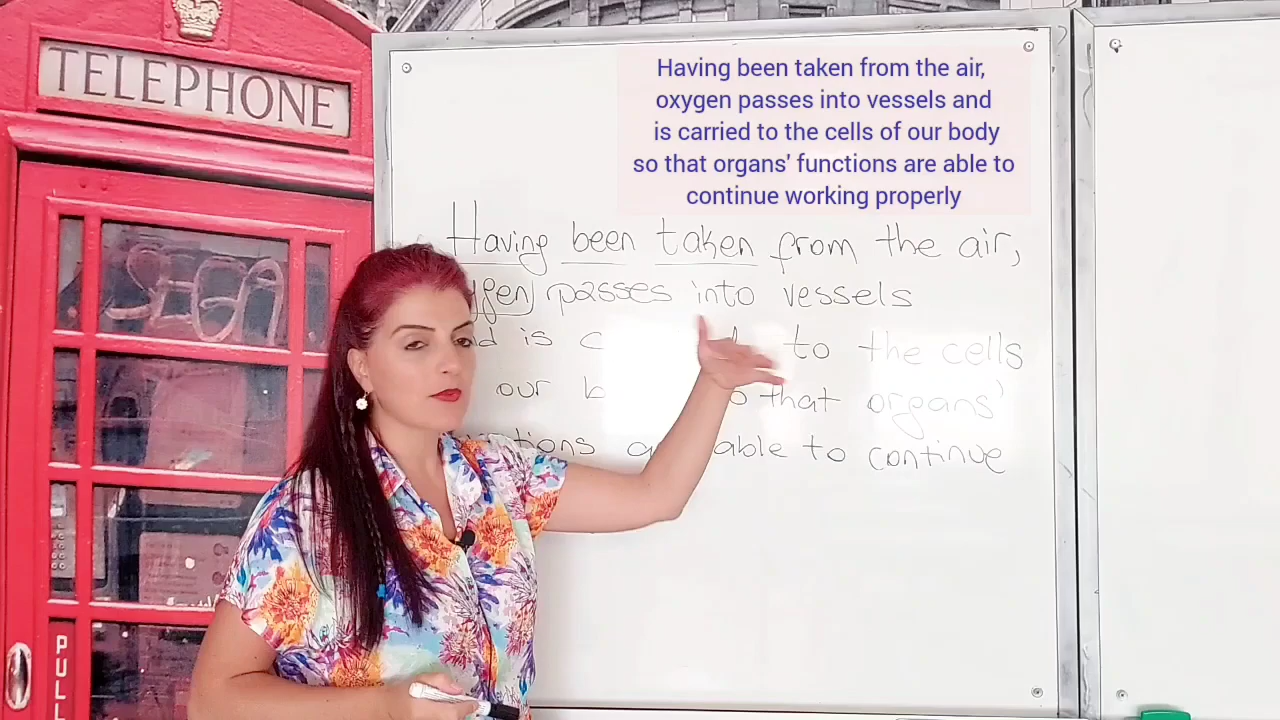 TELEPHONE
Having been taken from the air,
oxygen passes into vessels and
is carried to the cells of our body
so that organs' functions are able to
continue working properly
Having been taken from the air,
passes into vessels
is to the cells
our that organs'
able to continue
SEGA
PULL